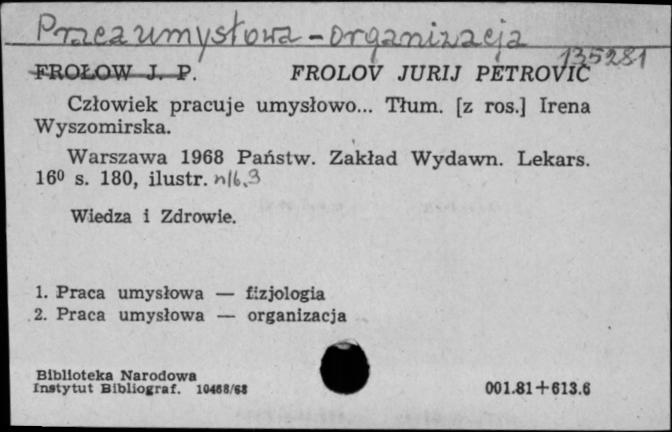 Praca umysłowa - organizacja
135281
FROŁOW J. P. FROLOV JURIJ PETROVIČ
Człowiek pracuje umysłowo... Tłum. [z ros.] Irena
Wyszomirska.
Warszawa 1968 Państw. Zakład Wydawn. Lekars.
16⁰ s. 180, ilustr. nlb. 3
Wiedza i Zdrowie.
1. Praca umysłowa — fizjologia
2. Praca umysłowa — organizacja
Biblioteka Narodowa
Instytut Bibliograf. 10468/68
001.81+613.6